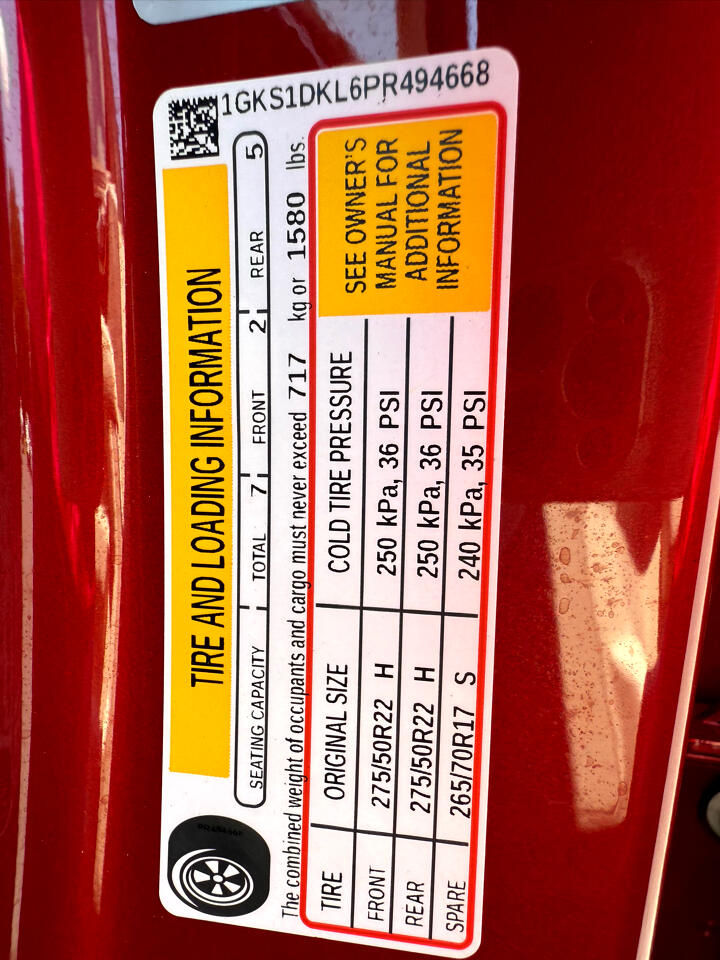 1GKS1DKL6PR494668
TIRE AND LOADING INFORMATION
SEATING CAPACITY TOTAL 7 FRONT 2 REAR 5
The combined weight of occupants and cargo must never exceed 717 kg or 1580 lbs.
TIRE ORIGINAL SIZE COLD TIRE PRESSURE
FRONT 275/50R22 H 250 kPa, 36 PSI
REAR 275/50R22 H 250 kPa, 36 PSI
SPARE 265/70R17 S 240 kPa, 35 PSI
SEE OWNER'S
MANUAL FOR
ADDITIONAL
INFORMATION
PR494668